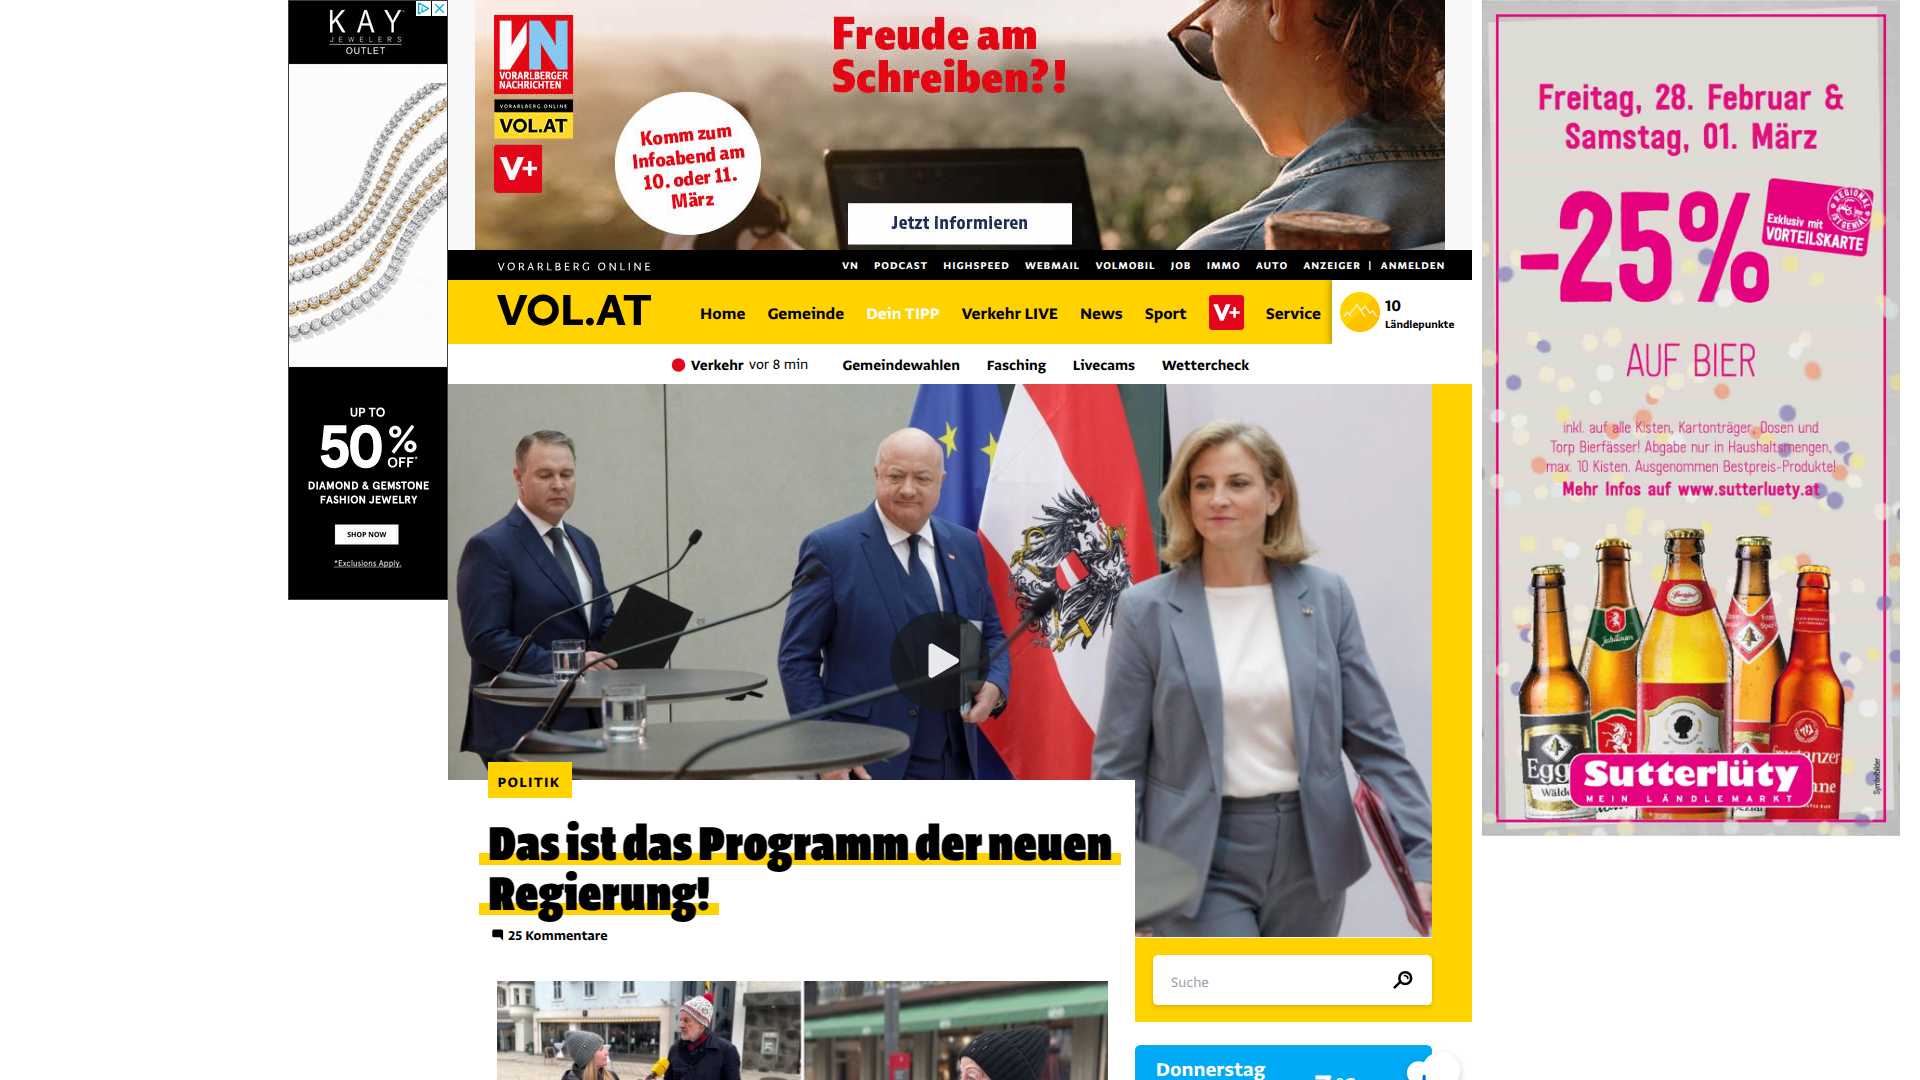 KAY
JEWELERS
OUTLET
UP TO
50%
OFF*
DIAMOND & GEMSTONE
FASHION JEWELRY
SHOP NOW
*Exclusions Apply.
VN
VORARLBERGER
NACHRICHTEN
VORARLBERG ONLINE
VOL.AT
V+
Freude am
Schreiben?!
Komm zum
Infoabend am
10. oder 11.
März
Jetzt Informieren
VORARLBERG ONLINE
VN PODCAST HIGHSPEED WEBMAIL VOLMOBIL JOB IMMO AUTO ANZEIGER | ANMELDEN
VOL.AT
Home Gemeinde Dein TIPP Verkehr LIVE News Sport V+ Service
10
Ländlepunkte
Verkehr vor 8 min Gemeindewahlen Fasching Livecams Wettercheck
POLITIK
Das ist das Programm der neuen
Regierung!
25 Kommentare
Suche
Donnerstag
Freitag, 28. Februar &
Samstag, 01. März
-25%
REGIONAL
IST GENIAL
Exklusiv mit
VORTEILSKARTE
AUF BIER
inkl. auf alle Kisten, Kartonträger, Dosen und
Torp Bierfässer! Abgabe nur in Haushaltsmengen,
max. 10 Kisten. Ausgenommen Bestpreis-Produkte!
Mehr Infos auf www.sutterluety.at
Sutterlüty
MEIN LÄNDLEMARKT
Symbolbilder